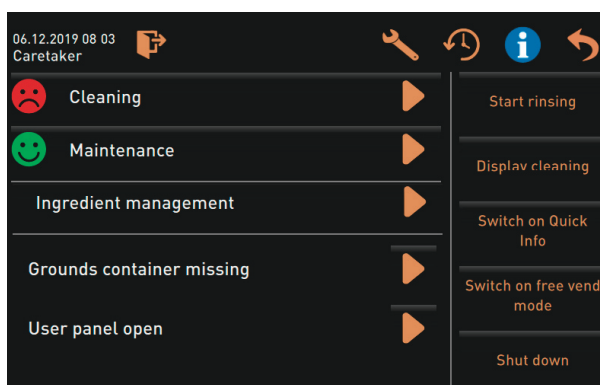 06.12.2019 08 03
Caretaker
Cleaning
Maintenance
Ingredient management
Grounds container missing
User panel open
Start rinsing
Display cleaning
Switch on Quick
Info
Switch on free vend
mode
Shut down